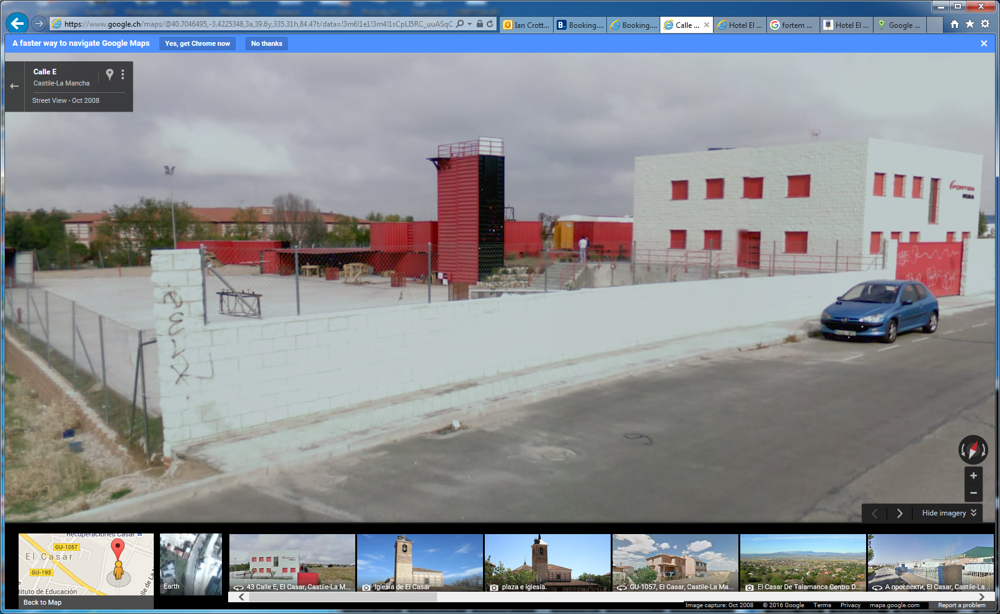 https://www.google.ch/maps/@40.7046495,-3.4225348,3a,39.6y,335.31h,84.47t/data=!3m6!1e1!3m4!1sCpLI5RC_uuASqC
Ian Crott...
Booking....
Booking....
Calle ...
Hotel El ...
fortem ...
Hotel El ...
Google ...
A faster way to navigate Google Maps
Yes, get Chrome now
No thanks
Calle E
Castile-La Mancha
Street View - Oct 2008
FORTEM
©2015 Google
Hide imagery
Recuperaciones Casar
GU-1057
El Casar
GU-193
tituto de Educación
lle de La
Back to Map
Earth
43 Calle E, El Casar, Castile-La M...
Iglesia de El Casar
plaza e iglesia.
GU-1057, El Casar, Castile-La Ma...
El Casar De Talamanca Centro D...
А проспекти, El Casar, Castile-La...
Image capture: Oct 2008
© 2016 Google
Terms
Privacy
maps.google.com
Report a problem